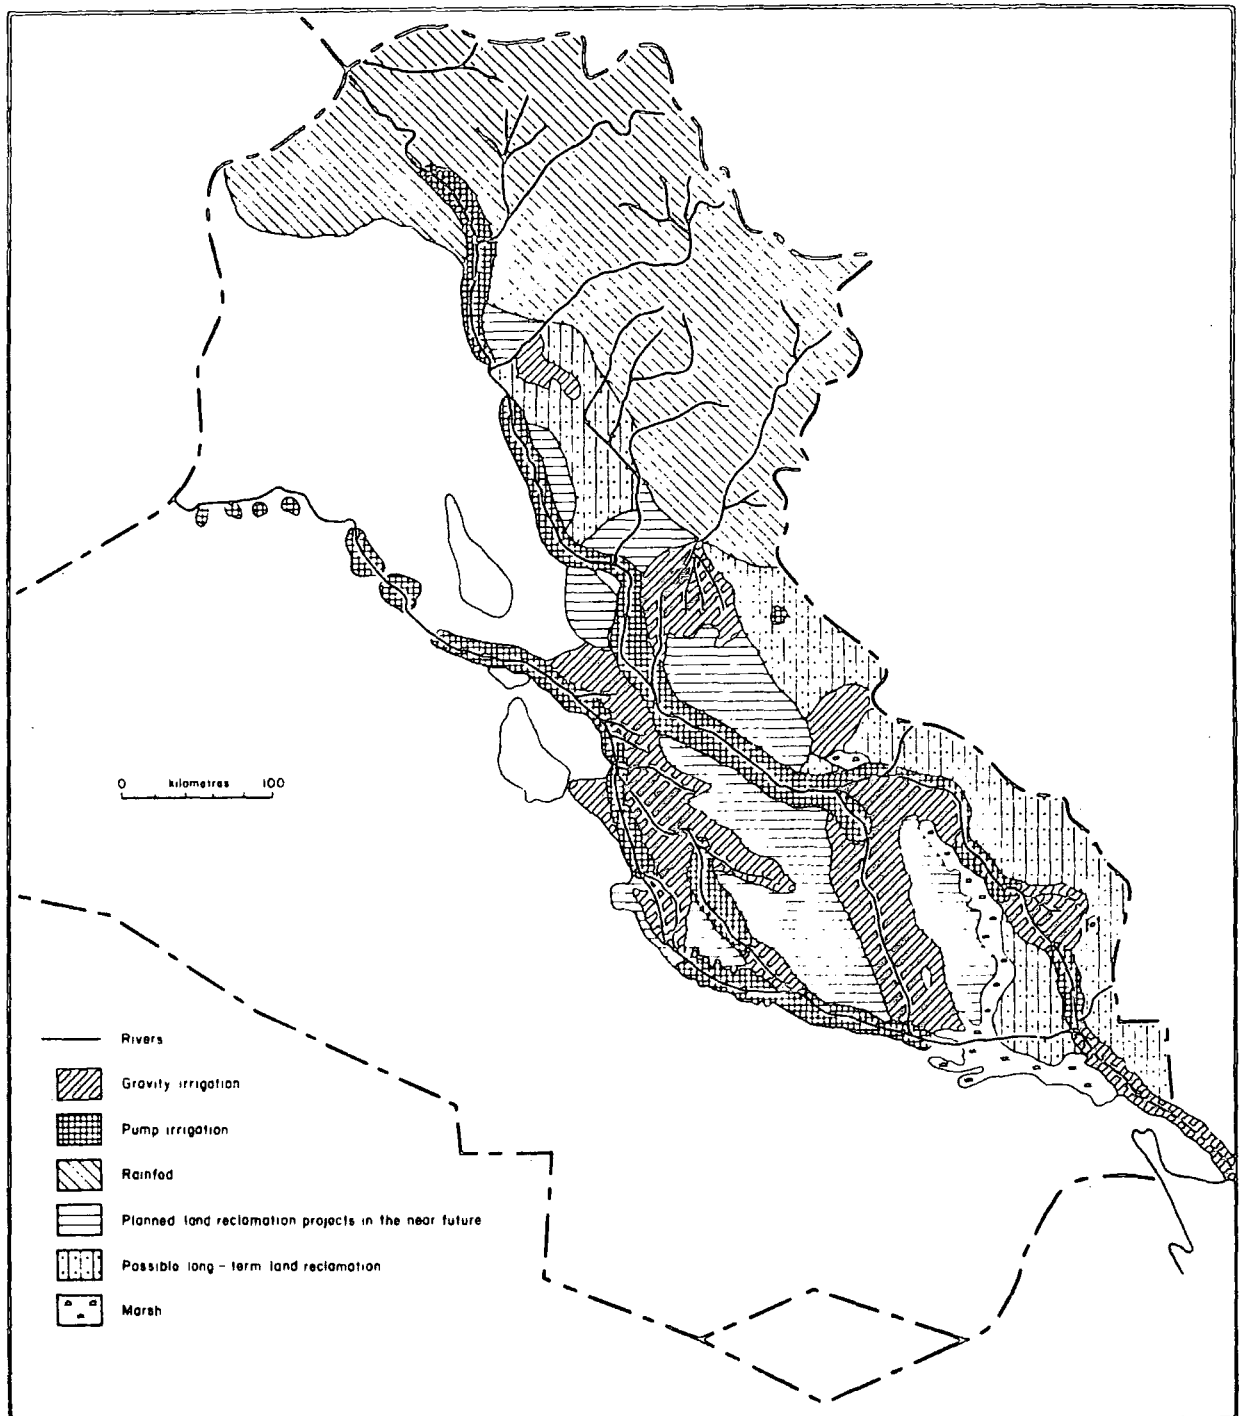 0 kilometres 100
Rivers
Gravity irrigation
Pump irrigation
Rainfed
Planned land reclamation projects in the near future
Possible long-term land reclamation
Marsh